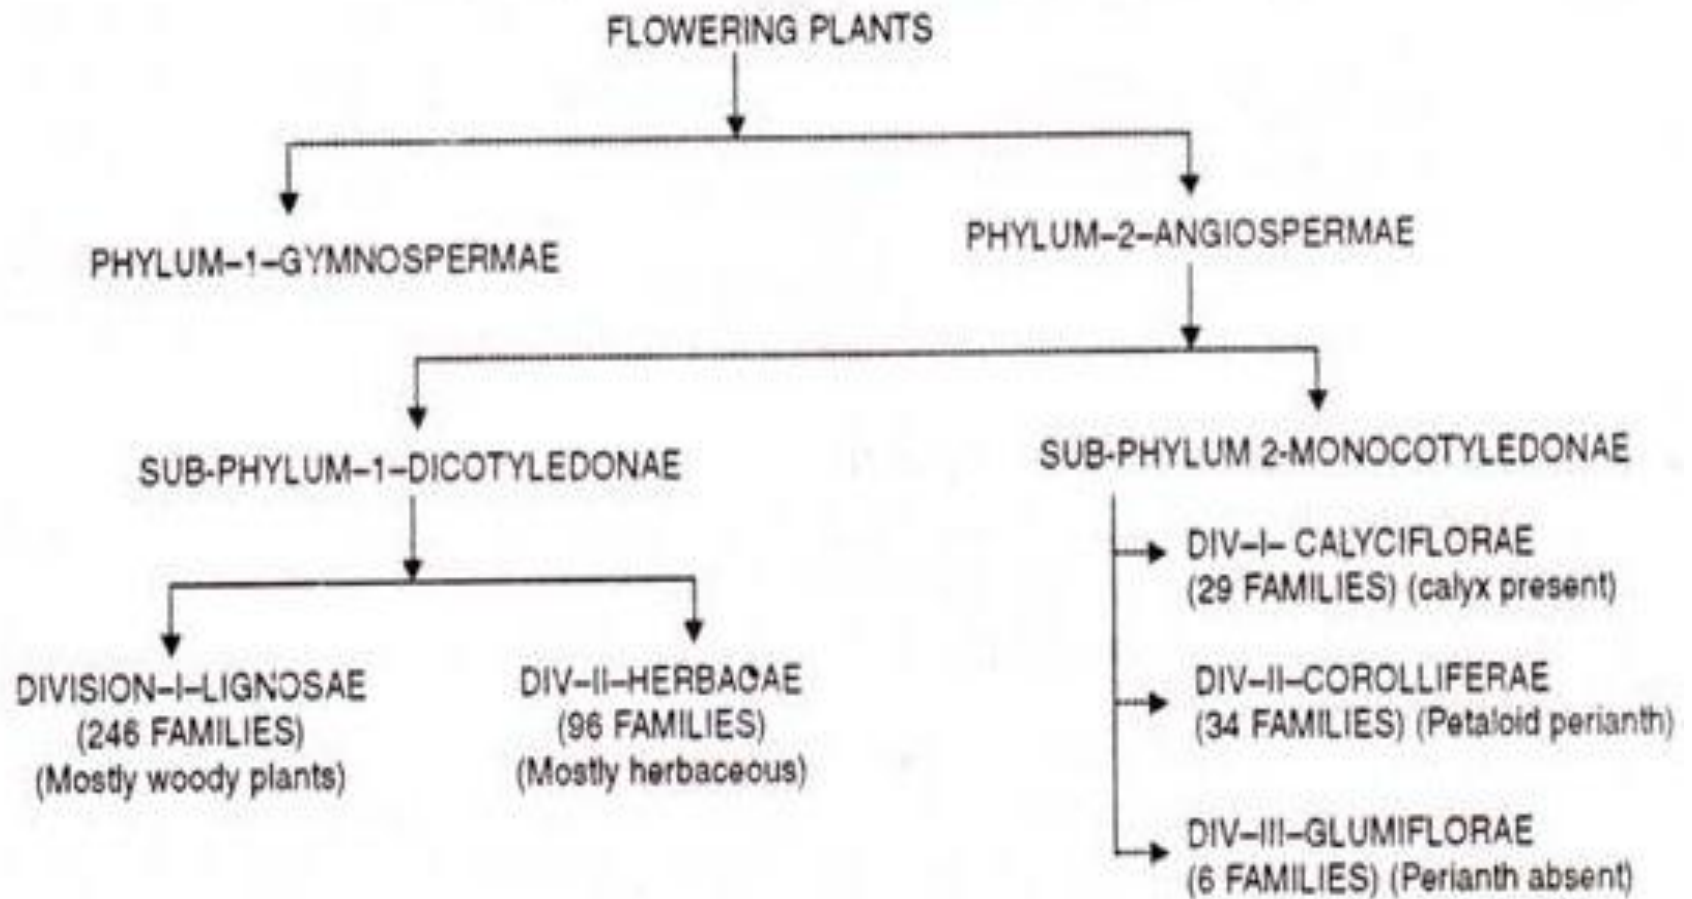 FLOWERING PLANTS
PHYLUM-1-GYMNOSPERMAE
PHYLUM-2-ANGIOSPERMAE
SUB-PHYLUM-1-DICOTYLEDONAE
SUB-PHYLUM 2-MONOCOTYLEDONAE
DIVISION-I-LIGNOSAE
(246 FAMILIES)
(Mostly woody plants)
DIV-II-HERBACAE
(96 FAMILIES)
(Mostly herbaceous)
DIV-I- CALYCIFLORAE
(29 FAMILIES) (calyx present)
DIV-II-COROLLIFERAE
(34 FAMILIES) (Petaloid perianth)
DIV-III-GLUMIFLORAE
(6 FAMILIES) (Perianth absent)